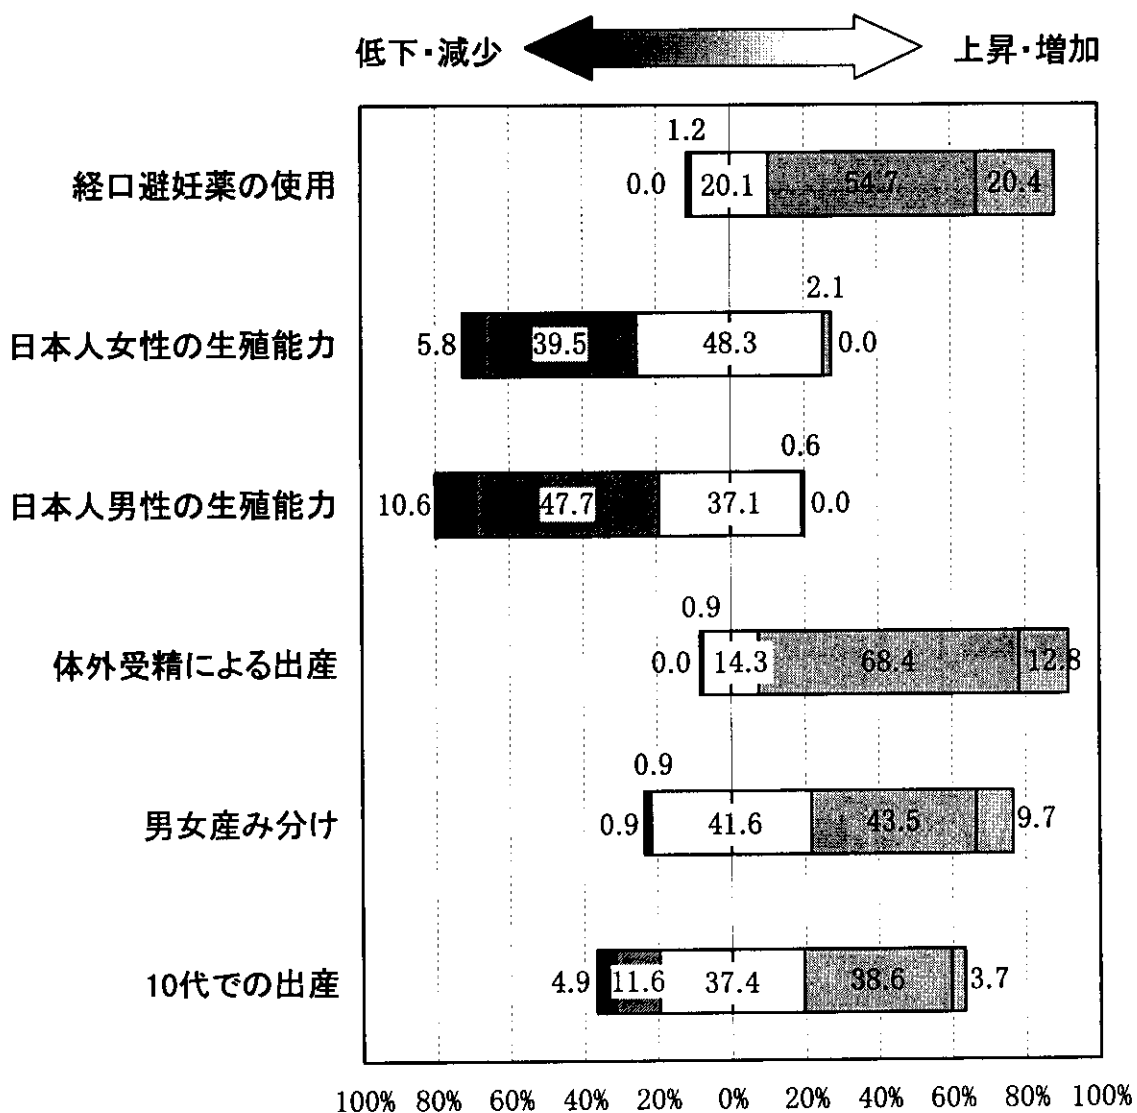 低下・減少 上昇・増加
1.2
経口避妊薬の使用 0.0 20.1 54.7 20.4
2.1
日本人女性の生殖能力 5.8 39.5 48.3 0.0
0.6
日本人男性の生殖能力 10.6 47.7 37.1 0.0
0.9
体外受精による出産 0.0 14.3 68.4 12.8
0.9
男女産み分け 0.9 41.6 43.5 9.7
10代での出産 4.9 11.6 37.4 38.6 3.7
100% 80% 60% 40% 20% 0% 20% 40% 60% 80% 100%